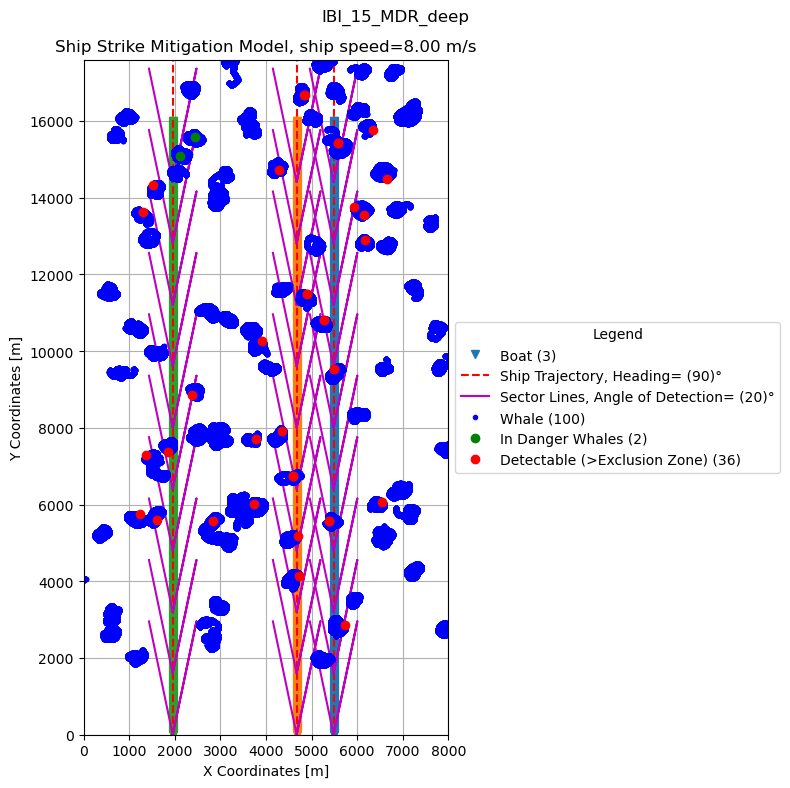 IBI_15_MDR_deep
Ship Strike Mitigation Model, ship speed=8.00 m/s
16000
14000
12000
10000
8000
6000
4000
2000
0
Y Coordinates [m]
0 1000 2000 3000 4000 5000 6000 7000 8000
X Coordinates [m]
Legend
Boat (3)
Ship Trajectory, Heading= (90)°
Sector Lines, Angle of Detection= (20)°
Whale (100)
In Danger Whales (2)
Detectable (>Exclusion Zone) (36)